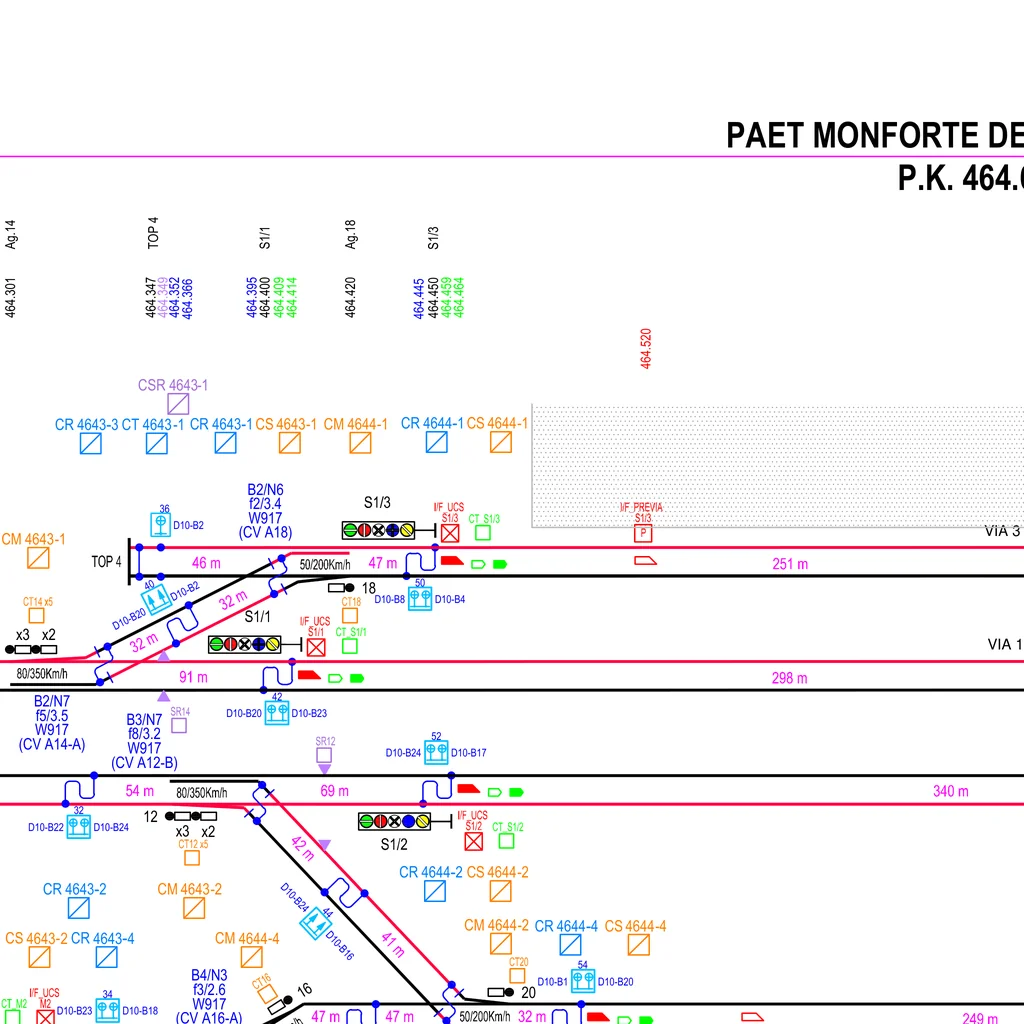 PAET MONFORTE DE
P.K. 464.
Ag.14
TOP 4
S1/1
Ag.18
S1/3
464.301
464.347
464.349
464.352
464.366
464.395
464.400
464.409
464.414
464.420
464.445
464.450
464.459
464.464
464.520
CSR 4643-1
CR 4643-3
CT 4643-1
CR 4643-1
CS 4643-1
CM 4644-1
CR 4644-1
CS 4644-1
B2/N6
f2/3.4
W917
(CV A18)
S1/3
I/F_UCS
S1/3
CT_S1/3
I/F_PREVIA
S1/3
P
VIA 3
36
D10-B2
CM 4643-1
TOP 4
46 m
50/200Km/h
47 m
251 m
40
D10-B20
D10-B2
32 m
18
D10-B8
50
D10-B4
CT14 x5
CT18
x3
x2
32 m
S1/1
I/F_UCS
S1/1
CT_S1/1
VIA 1
80/350Km/h
91 m
298 m
B2/N7
f5/3.5
W917
(CV A14-A)
B3/N7
f8/3.2
W917
(CV A12-B)
SR14
42
D10-B20
D10-B23
SR12
52
D10-B24
D10-B17
54 m
80/350Km/h
69 m
340 m
32
D10-B22
D10-B24
12
x3
x2
CT12 x5
S1/2
I/F_UCS
S1/2
CT_S1/2
42 m
CR 4643-2
CM 4643-2
CR 4644-2
CS 4644-2
D10-B24
44
D10-B16
CS 4643-2
CR 4643-4
CM 4644-4
41 m
CM 4644-2
CR 4644-4
CS 4644-4
B4/N3
f3/2.6
W917
(CV A16-A)
CT16
16
CT20
20
D10-B1
54
D10-B20
CT_M2
I/F_UCS
M2
D10-B23
34
D10-B18
47 m
47 m
50/200Km/h
32 m
249 m